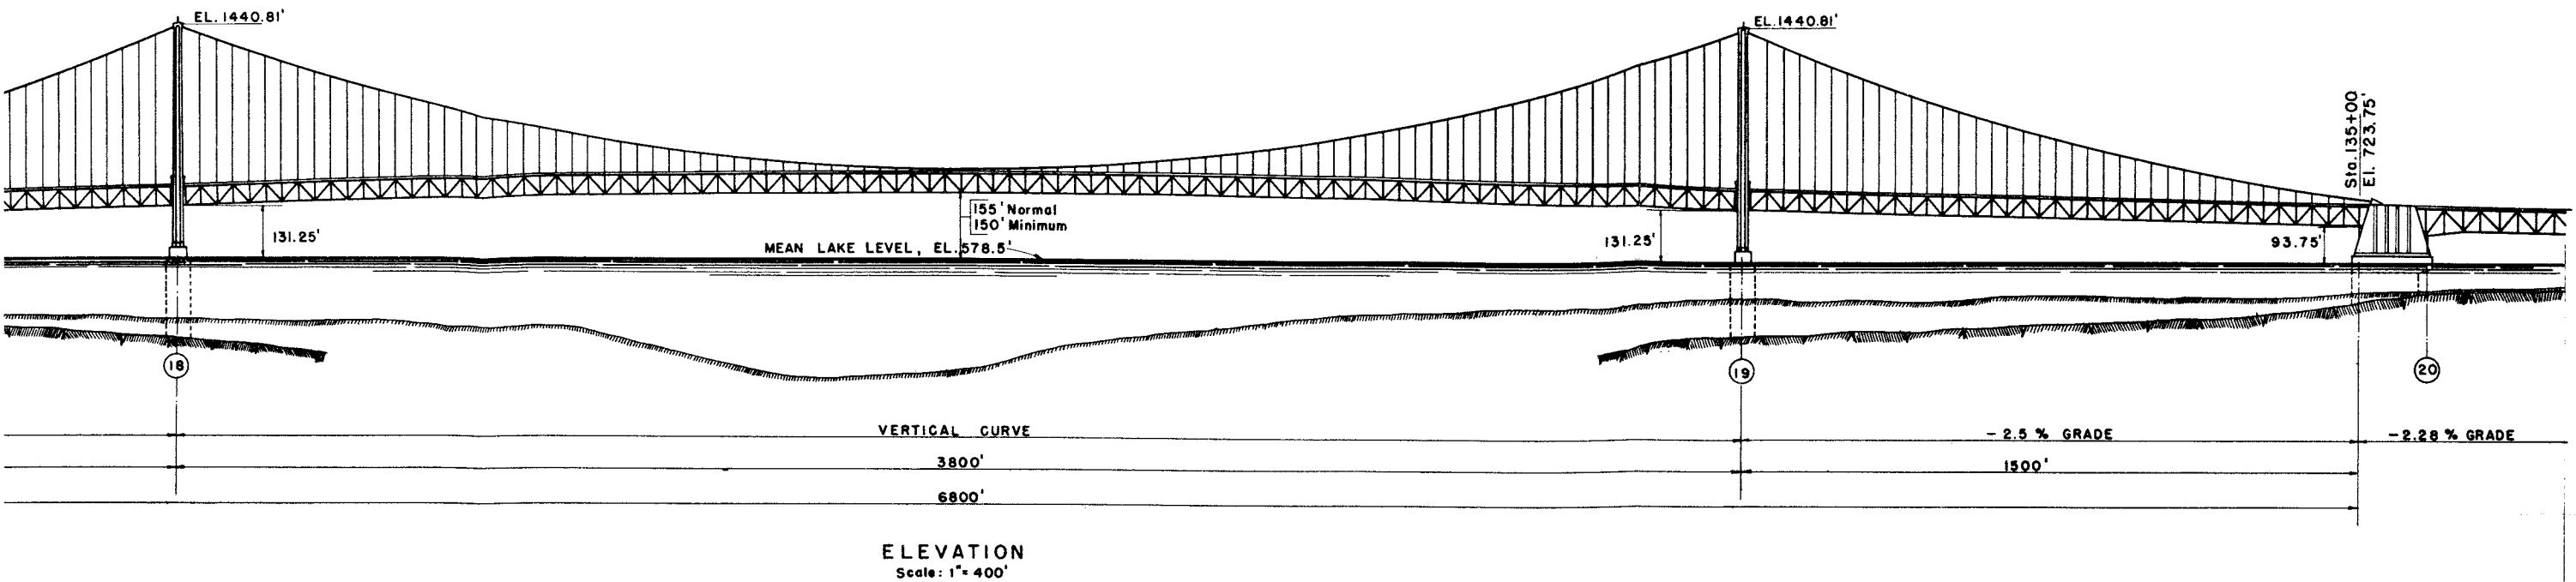 EL. 1440.81'
EL. 1440.81'
Sta. 135+00
El. 723.75'
155' Normal
150' Minimum
131.25'
MEAN LAKE LEVEL, EL. 578.5'
131.25'
93.75'
18
19
20
VERTICAL CURVE
- 2.5 % GRADE
-2.28 % GRADE
3800'
1500'
6800'
ELEVATION
Scale: 1" = 400'